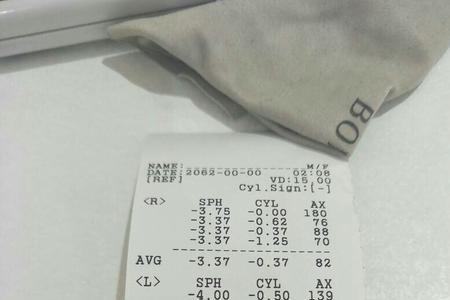 BO
NAME: M/F
DATE:2062-00-00 02:08
[REF] VD:15.00
Cyl.Sign:[-]
<R> SPH CYL AX
-3.75 -0.00 180
-3.37 -0.62 76
-3.37 -0.37 88
-3.37 -1.25 70
AVG -3.37 -0.37 82
<L> SPH CYL AX
-4.00 -0.50 139